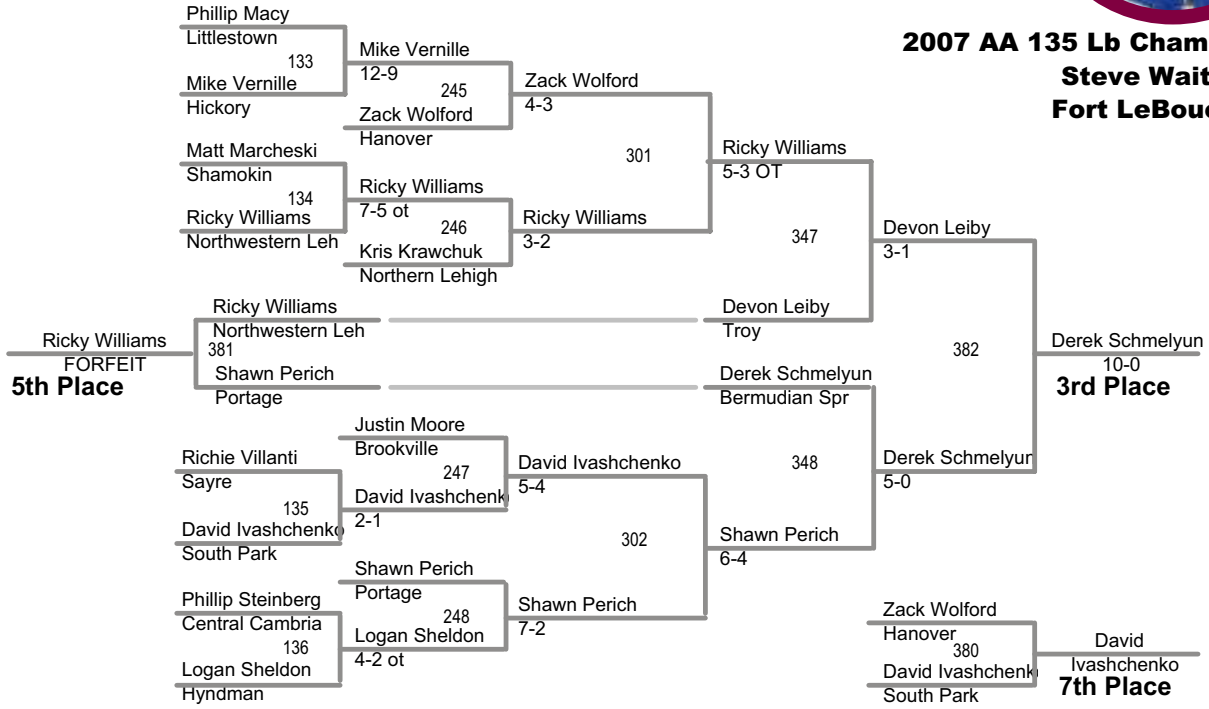 2007 AA 135 Lb Cham
Steve Wait
Fort LeBoue
Phillip Macy
Littlestown
133
Mike Vernille
Hickory
Mike Vernille
12-9
245
Zack Wolford
Hanover
Zack Wolford
4-3
Matt Marcheski
Shamokin
134
Ricky Williams
Northwestern Leh
Ricky Williams
7-5 ot
246
Kris Krawchuk
Northern Lehigh
Ricky Williams
3-2
301
Ricky Williams
5-3 OT
347
Devon Leiby
Troy
Devon Leiby
3-1
Ricky Williams
Northwestern Leh
381
Shawn Perich
Portage
Ricky Williams
FORFEIT
5th Place
Derek Schmelyun
Bermudian Spr
348
Derek Schmelyun
5-0
382
Derek Schmelyun
10-0
3rd Place
Justin Moore
Brookville
247
Richie Villanti
Sayre
135
David Ivashchenko
South Park
David Ivashchenk
2-1
David Ivashchenko
5-4
302
Shawn Perich
6-4
Shawn Perich
Portage
248
Phillip Steinberg
Central Cambria
136
Logan Sheldon
Hyndman
Logan Sheldon
4-2 ot
Shawn Perich
7-2
Zack Wolford
Hanover
380
David Ivashchenk
South Park
David
Ivashchenko
7th Place